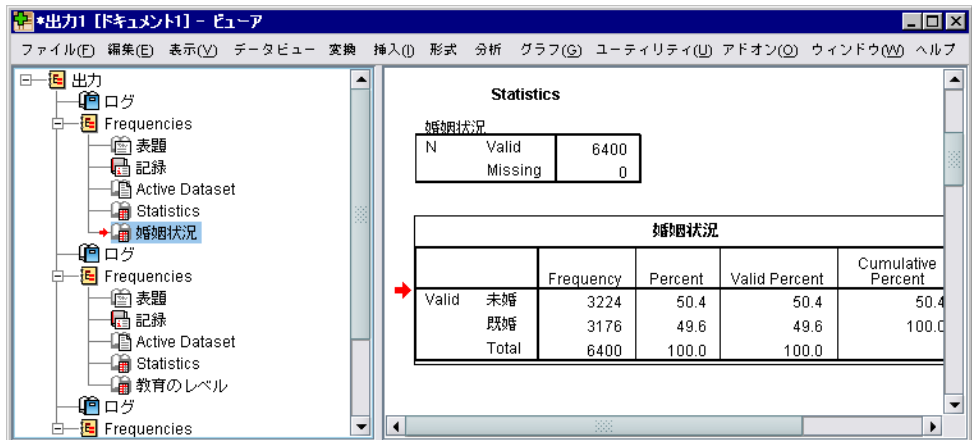 *出力1 [ドキュメント1] - ビューア
ファイル(F) 編集(E) 表示(V) データビュー 変換 挿入(I) 形式 分析 グラフ(G) ユーティリティ(U) アドオン(O) ウィンドウ(W) ヘルプ
出力
ログ
Frequencies
表題
記録
Active Dataset
Statistics
婚姻状況
ログ
Frequencies
表題
記録
Active Dataset
Statistics
教育のレベル
ログ
Frequencies
Statistics
婚姻状況
N Valid 6400
Missing 0
婚姻状況
Frequency Percent Valid Percent Cumulative Percent
Valid 未婚 3224 50.4 50.4 50.4
既婚 3176 49.6 49.6 100.0
Total 6400 100.0 100.0